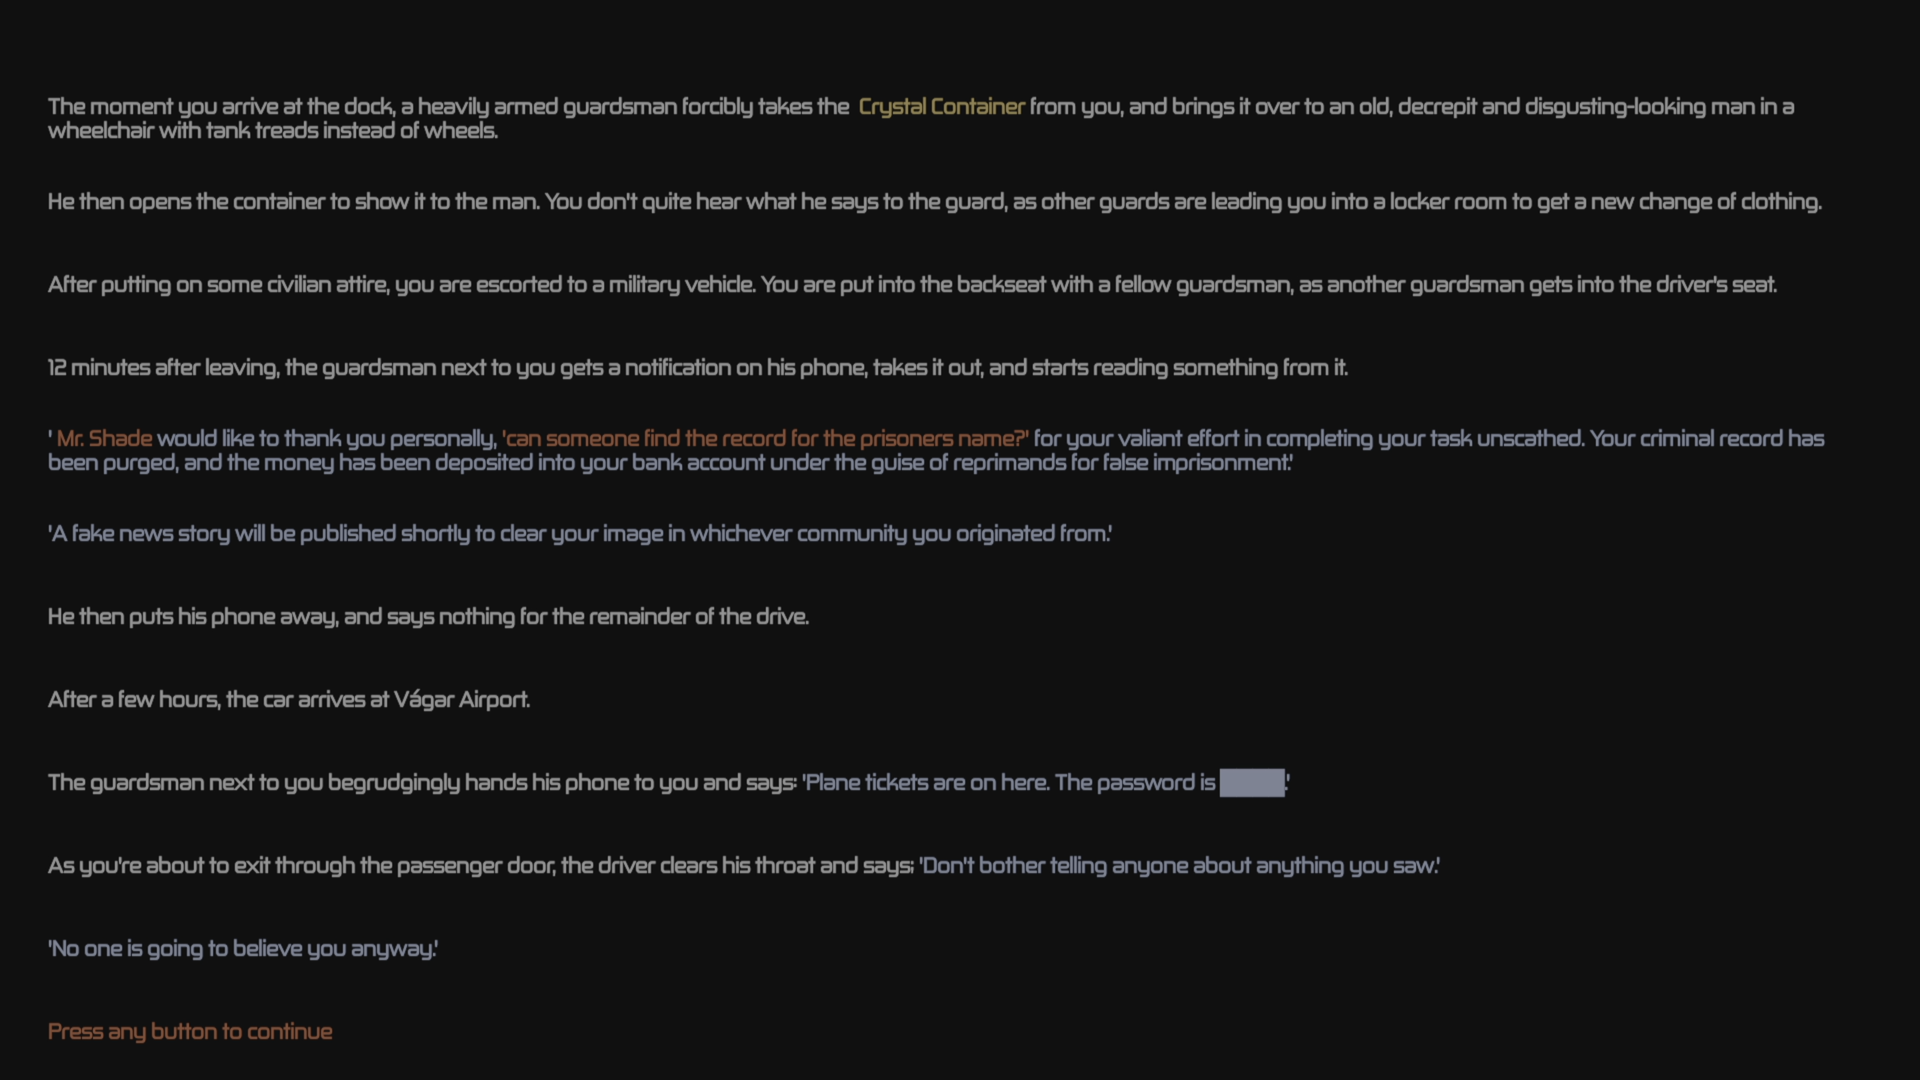 The moment you arrive at the dock, a heavily armed guardsman forcibly takes the Crystal Container from you, and brings it over to an old, decrepit and disgusting-looking man in a
wheelchair with tank treads instead of wheels.
He then opens the container to show it to the man. You don't quite hear what he says to the guard, as other guards are leading you into a locker room to get a new change of clothing.
After putting on some civilian attire, you are escorted to a military vehicle. You are put into the backseat with a fellow guardsman, as another guardsman gets into the driver's seat.
12 minutes after leaving, the guardsman next to you gets a notification on his phone, takes it out, and starts reading something from it.
' Mr. Shade would like to thank you personally, 'can someone find the record for the prisoners name?' for your valiant effort in completing your task unscathed. Your criminal record has
been purged, and the money has been deposited into your bank account under the guise of reprimands for false imprisonment.'
'A fake news story will be published shortly to clear your image in whichever community you originated from.'
He then puts his phone away, and says nothing for the remainder of the drive.
After a few hours, the car arrives at Vágar Airport.
The guardsman next to you begrudgingly hands his phone to you and says: 'Plane tickets are on here. The password is █████.'
As you're about to exit through the passenger door, the driver clears his throat and says; 'Don't bother telling anyone about anything you saw.'
'No one is going to believe you anyway.'
Press any button to continue